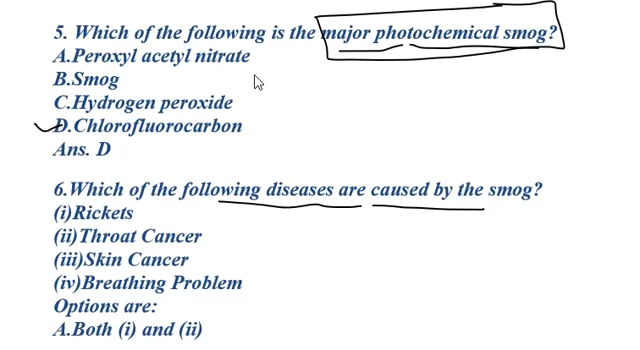 5. Which of the following is the major photochemical smog?
A.Peroxyl acetyl nitrate
B.Smog
C.Hydrogen peroxide
D.Chlorofluorocarbon
Ans. D
6.Which of the following diseases are caused by the smog?
(i)Rickets
(ii)Throat Cancer
(iii)Skin Cancer
(iv)Breathing Problem
Options are:
A.Both (i) and (ii)